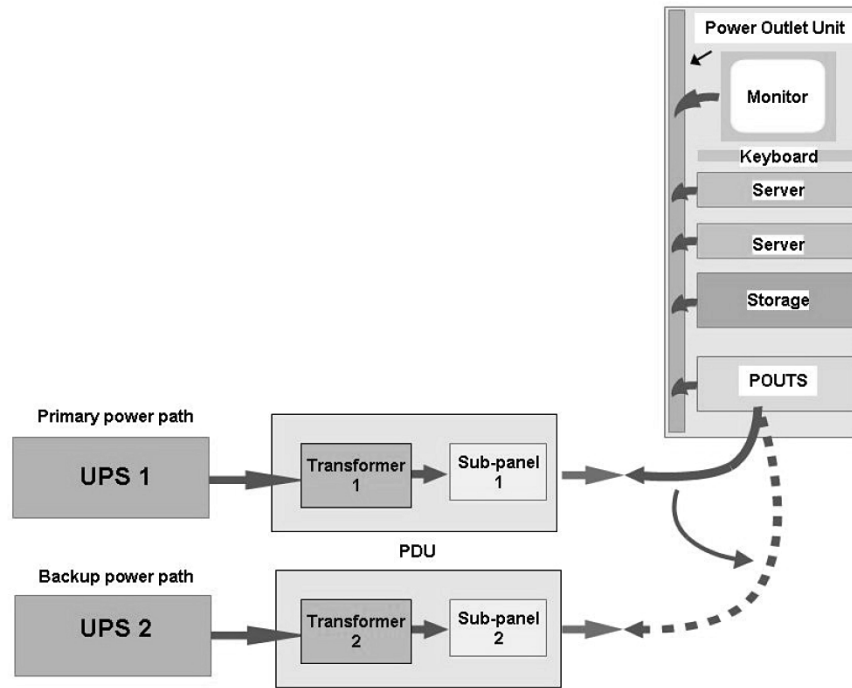 Power Outlet Unit
Monitor
Keyboard
Server
Server
Storage
POUTS
Primary power path
UPS 1
Transformer
1
Sub-panel
1
PDU
Backup power path
UPS 2
Transformer
2
Sub-panel
2